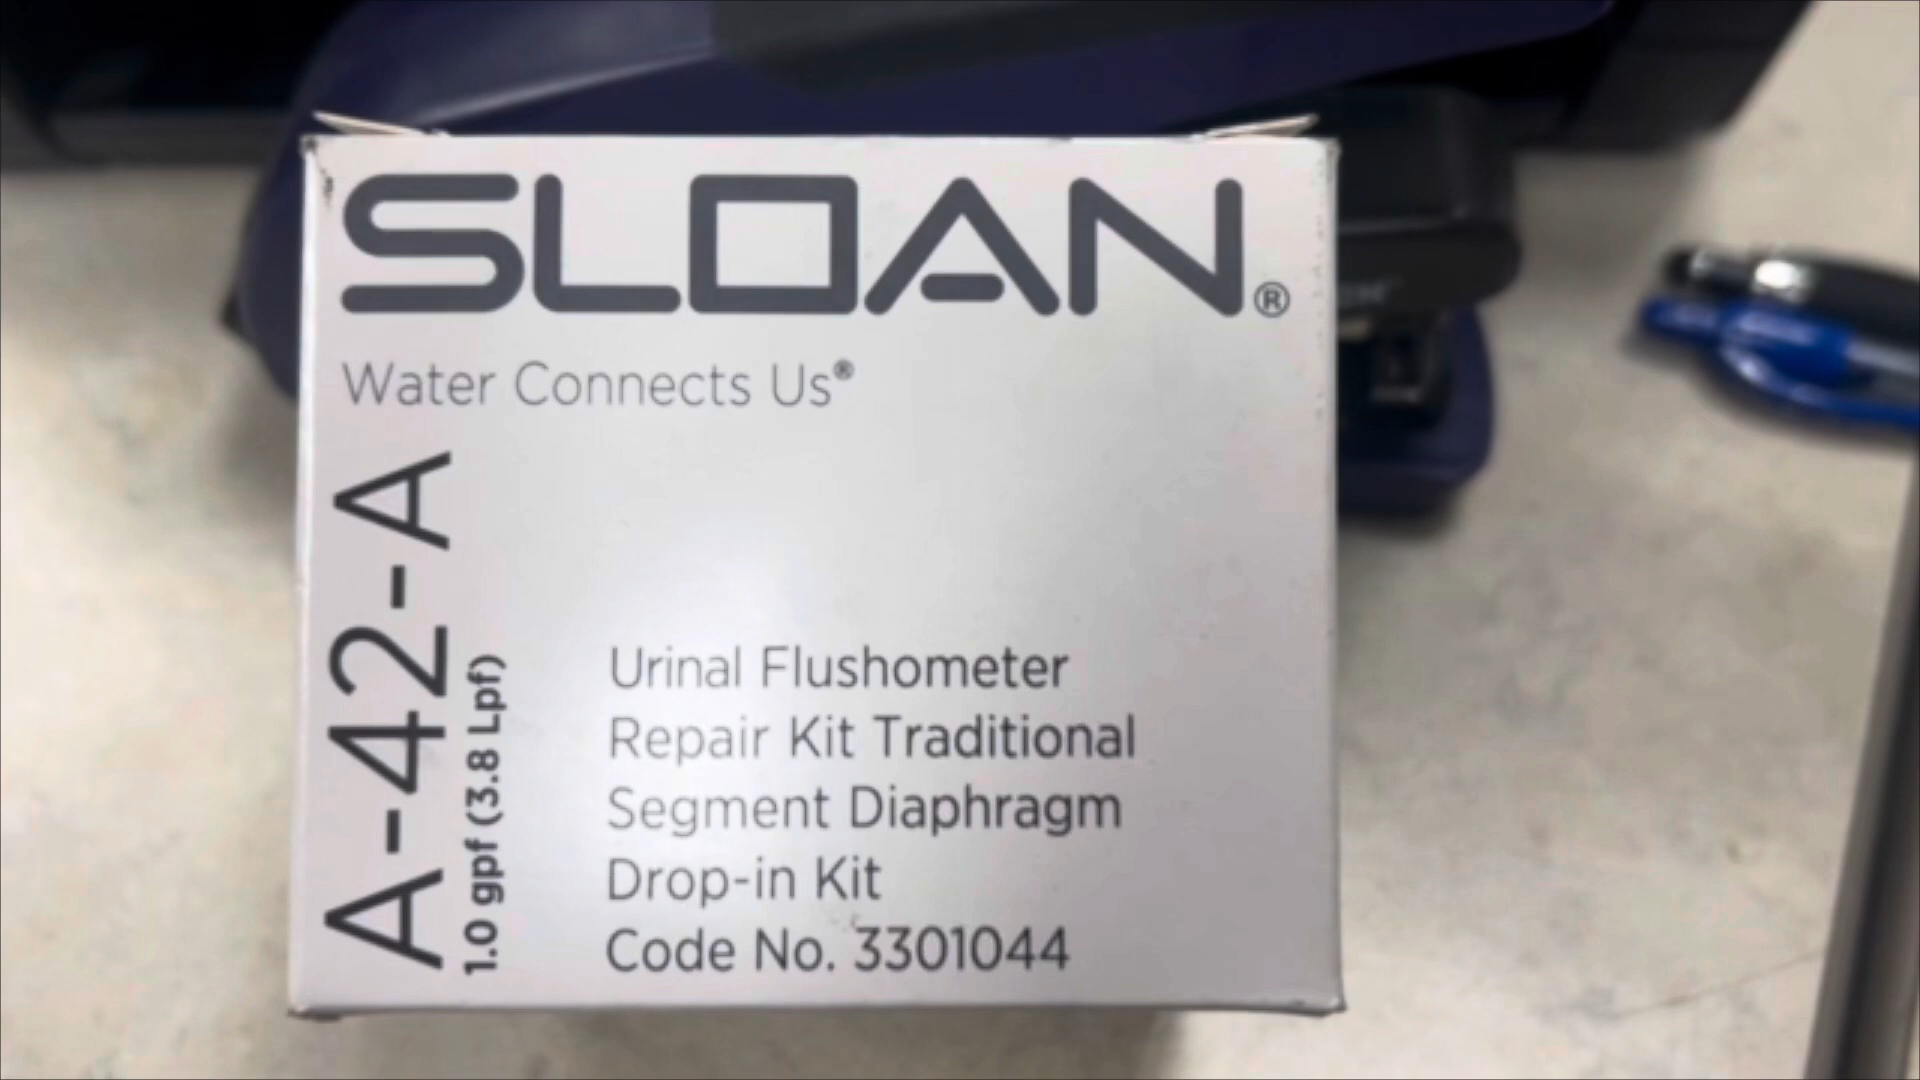 SLOAN®
Water Connects Us®
A-42-A
1.0 gpf (3.8 Lpf)
Urinal Flushometer
Repair Kit Traditional
Segment Diaphragm
Drop-in Kit
Code No. 3301044